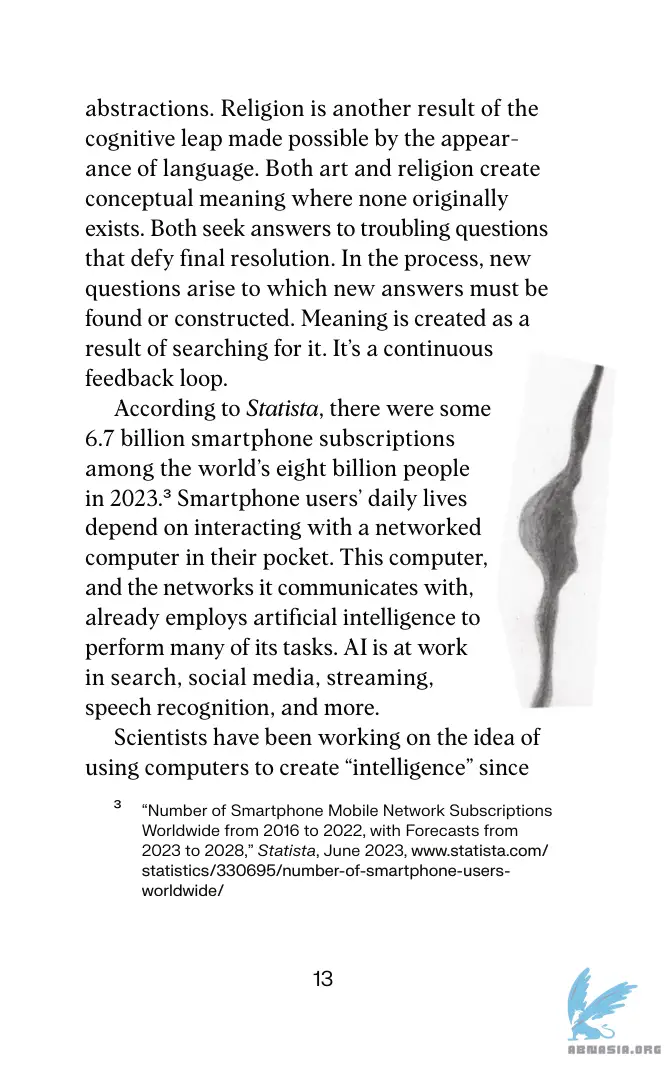 abstractions. Religion is another result of the
cognitive leap made possible by the appear-
ance of language. Both art and religion create
conceptual meaning where none originally
exists. Both seek answers to troubling questions
that defy final resolution. In the process, new
questions arise to which new answers must be
found or constructed. Meaning is created as a
result of searching for it. It’s a continuous
feedback loop.
According to Statista, there were some
6.7 billion smartphone subscriptions
among the world’s eight billion people
in 2023.³ Smartphone users’ daily lives
depend on interacting with a networked
computer in their pocket. This computer,
and the networks it communicates with,
already employs artificial intelligence to
perform many of its tasks. AI is at work
in search, social media, streaming,
speech recognition, and more.
Scientists have been working on the idea of
using computers to create “intelligence” since
³ “Number of Smartphone Mobile Network Subscriptions
Worldwide from 2016 to 2022, with Forecasts from
2023 to 2028,” Statista, June 2023, www.statista.com/
statistics/330695/number-of-smartphone-users-
worldwide/
13
ABNASIA.ORG